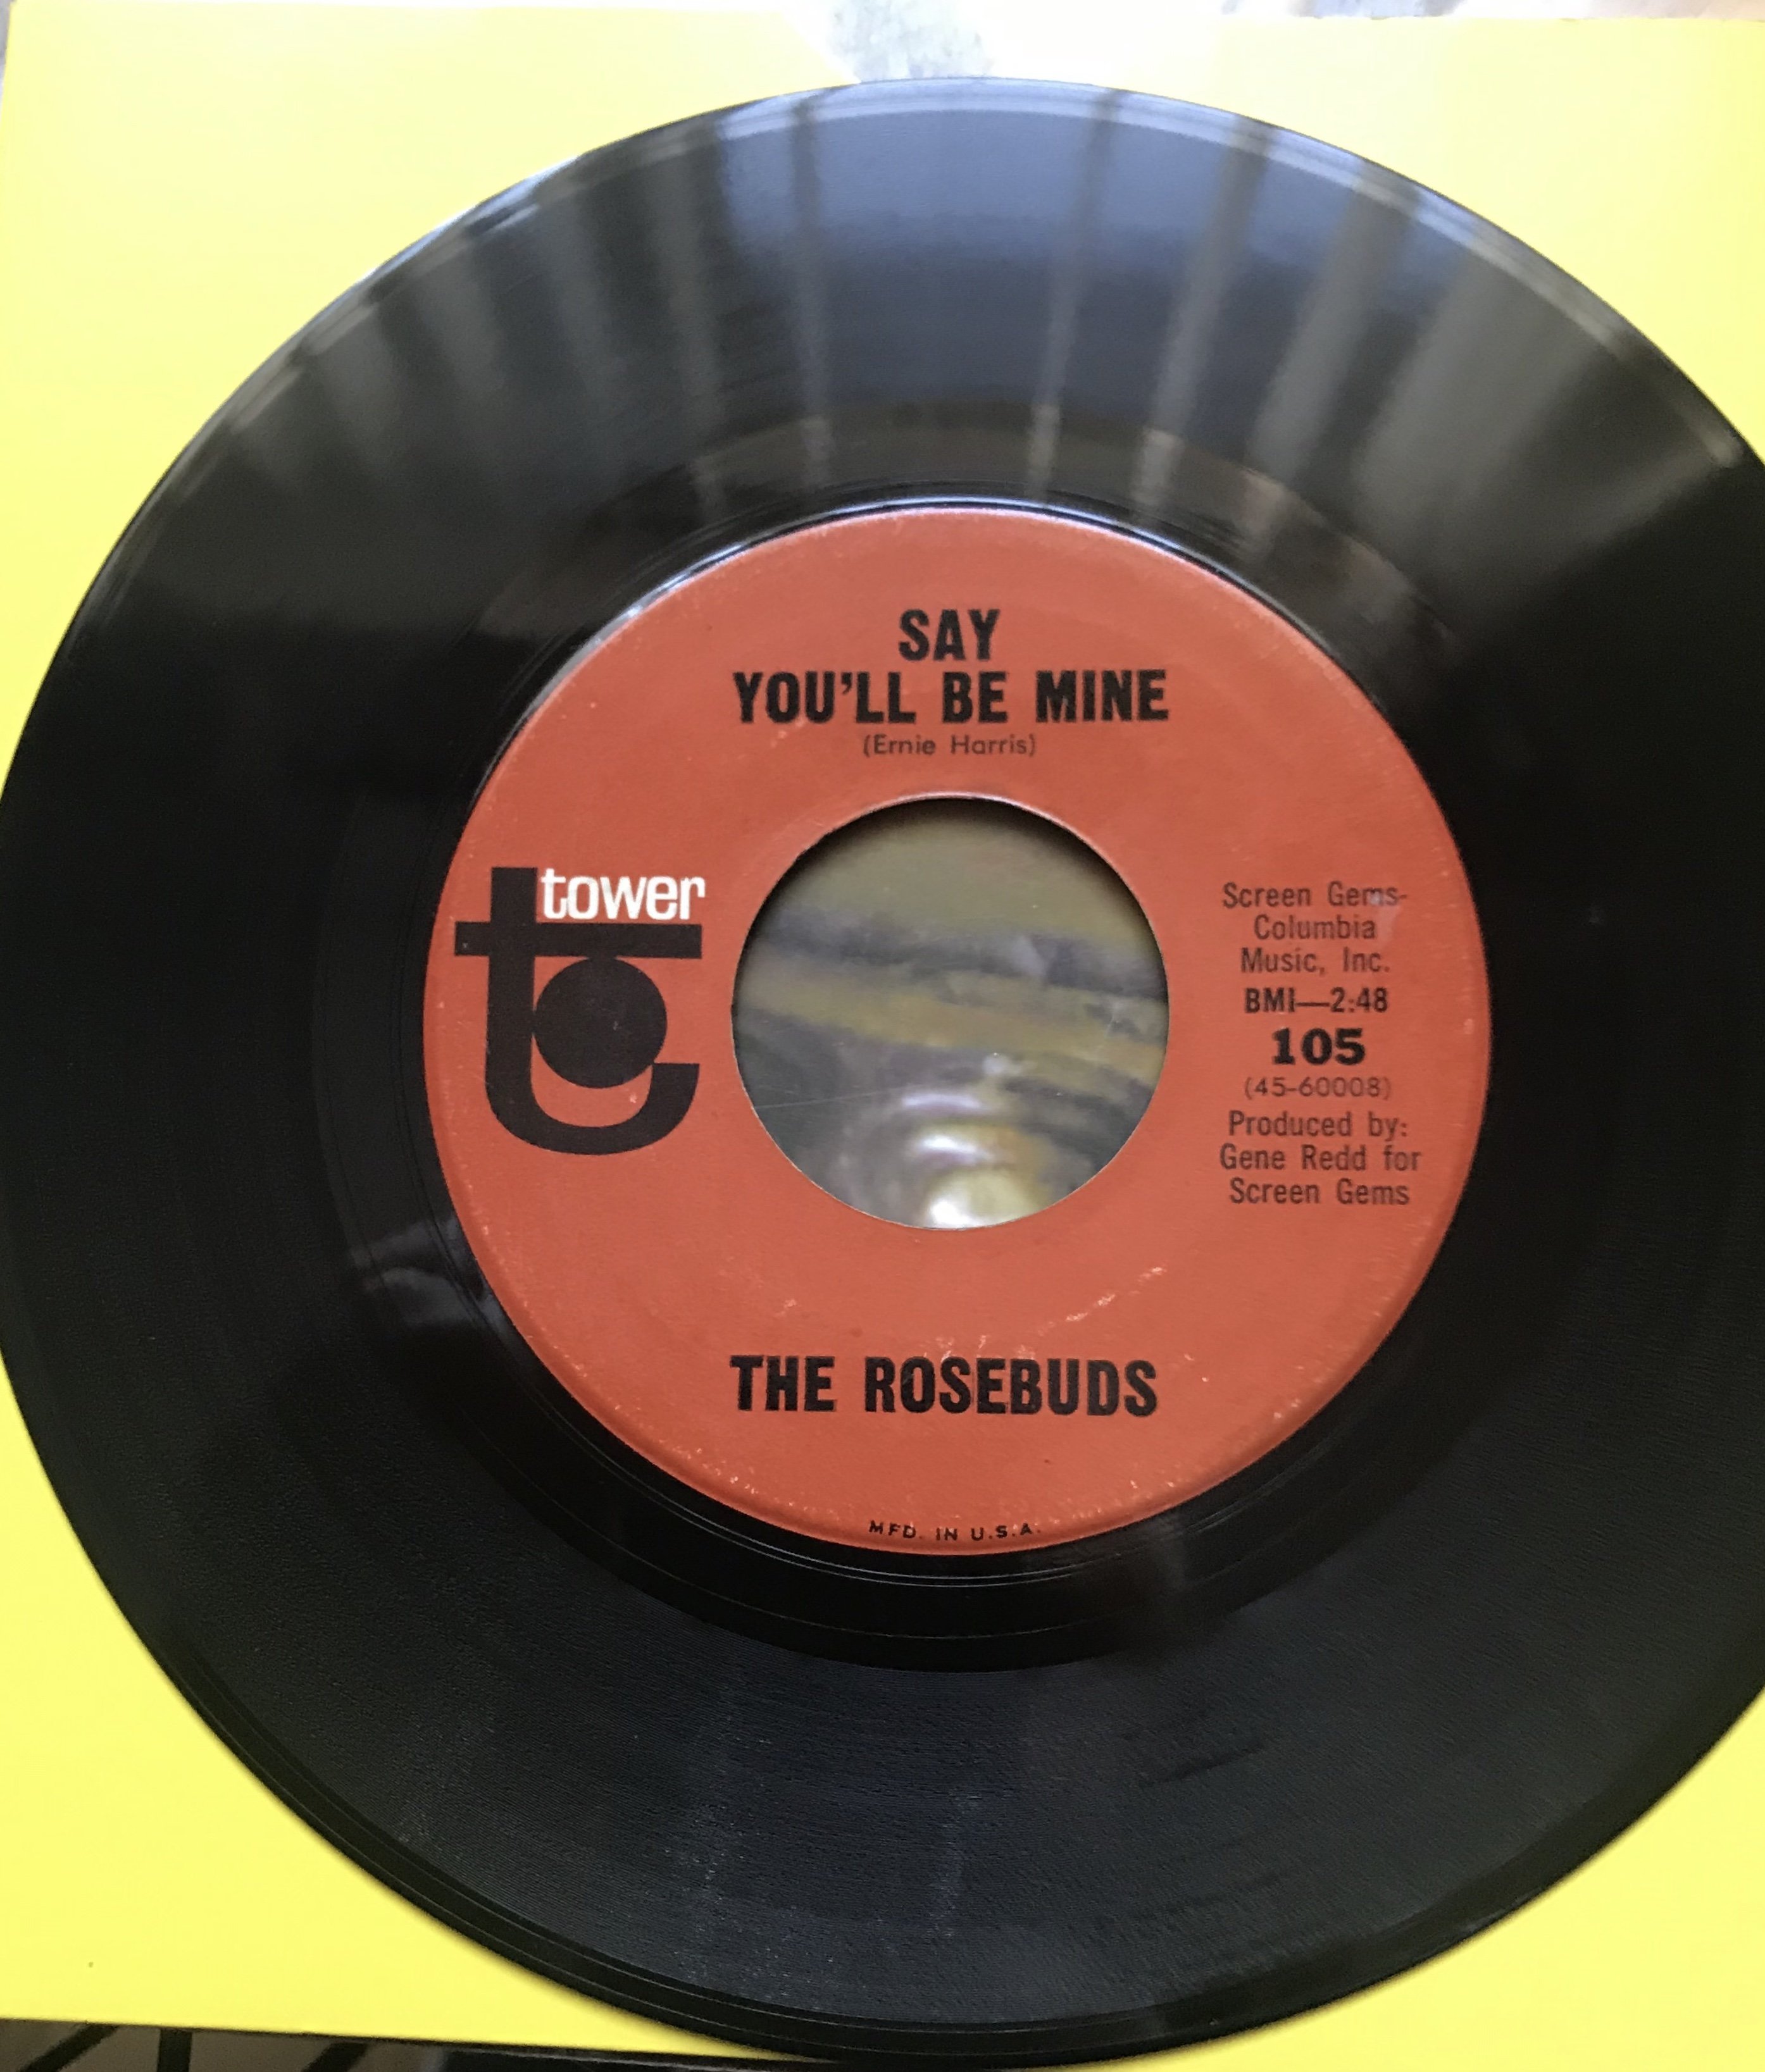 SAY
YOU'LL BE MINE
(Ernie Harris)
tower
Screen Gems-
Columbia
Music, Inc.
BMI—2:48
105
(45-60008)
Produced by:
Gene Redd for
Screen Gems
THE ROSEBUDS
MFD. IN U.S.A.